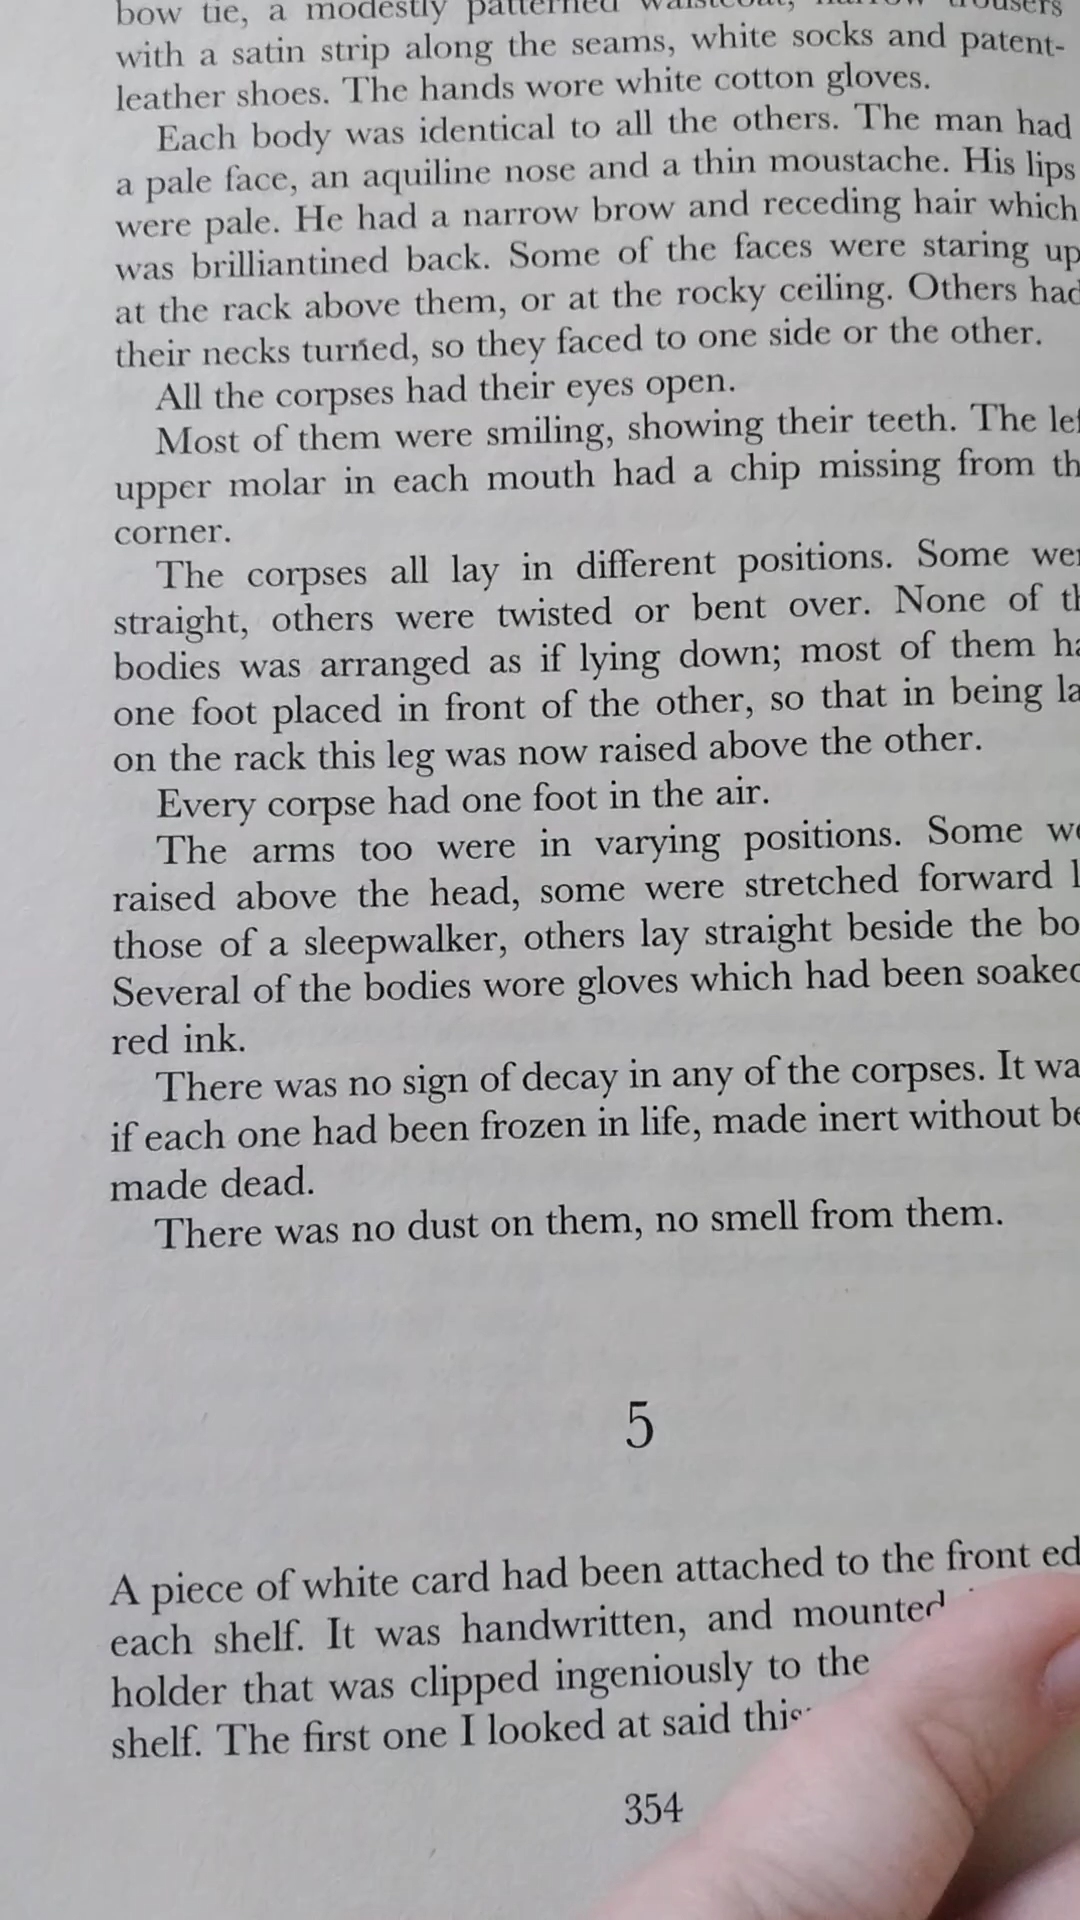 bow tie, a modestly patterned waistcoat, narrow trousers
with a satin strip along the seams, white socks and patent-
leather shoes. The hands wore white cotton gloves.
Each body was identical to all the others. The man had
a pale face, an aquiline nose and a thin moustache. His lips
were pale. He had a narrow brow and receding hair which
was brilliantined back. Some of the faces were staring up
at the rack above them, or at the rocky ceiling. Others had
their necks turned, so they faced to one side or the other.
All the corpses had their eyes open.
Most of them were smiling, showing their teeth. The lef
upper molar in each mouth had a chip missing from th
corner.
The corpses all lay in different positions. Some wer
straight, others were twisted or bent over. None of th
bodies was arranged as if lying down; most of them ha
one foot placed in front of the other, so that in being la
on the rack this leg was now raised above the other.
Every corpse had one foot in the air.
The arms too were in varying positions. Some we
raised above the head, some were stretched forward l
those of a sleepwalker, others lay straight beside the bo
Several of the bodies wore gloves which had been soaked
red ink.
There was no sign of decay in any of the corpses. It wa
if each one had been frozen in life, made inert without be
made dead.
There was no dust on them, no smell from them.
5
A piece of white card had been attached to the front ed
each shelf. It was handwritten, and mounted
holder that was clipped ingeniously to the
shelf. The first one I looked at said this
354